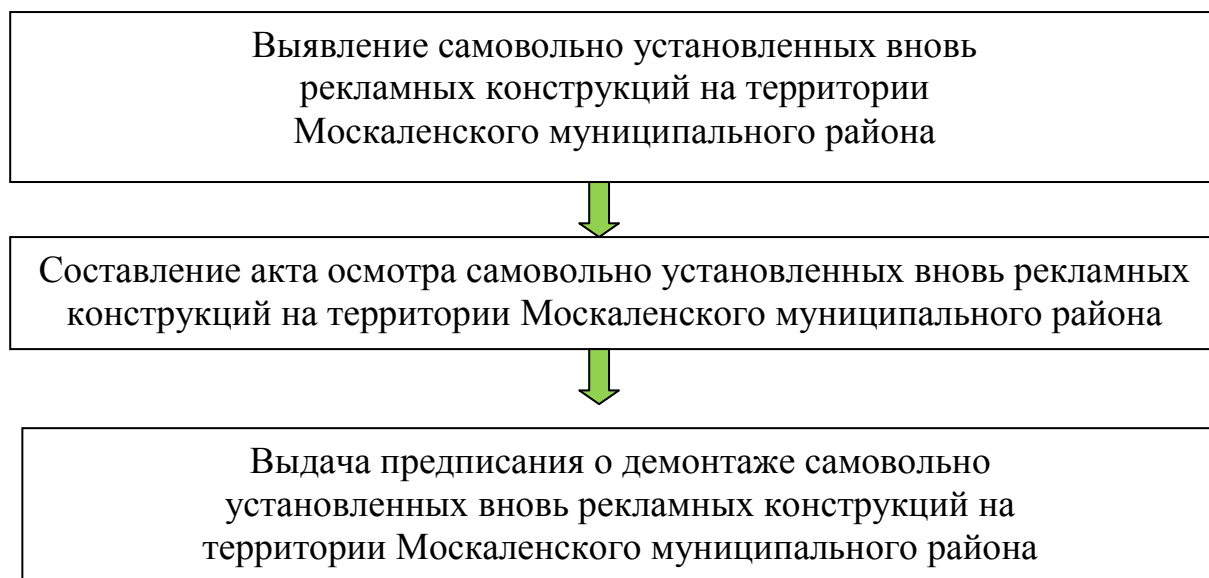 Выявление самовольно установленных вновь
рекламных конструкций на территории
Москаленского муниципального района
Составление акта осмотра самовольно установленных вновь рекламных
конструкций на территории Москаленского муниципального района
Выдача предписания о демонтаже самовольно
установленных вновь рекламных конструкций на
территории Москаленского муниципального района